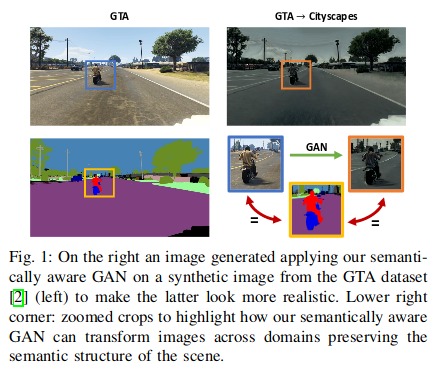 GTA
GTA → Cityscapes
GAN
=
=
Fig. 1: On the right an image generated applying our semanti-
cally aware GAN on a synthetic image from the GTA dataset
[2] (left) to make the latter look more realistic. Lower right
corner: zoomed crops to highlight how our semantically aware
GAN can transform images across domains preserving the
semantic structure of the scene.